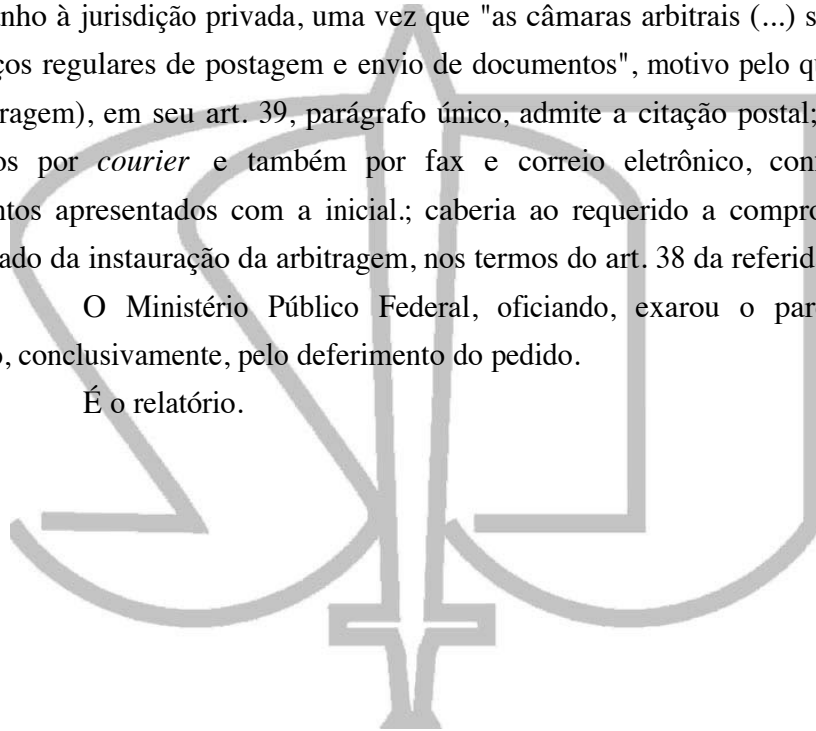 nho à jurisdição privada, uma vez que "as câmaras arbitrais (...) s
ços regulares de postagem e envio de documentos", motivo pelo qu
ragem), em seu art. 39, parágrafo único, admite a citação postal;
os por courier e também por fax e correio eletrônico, conf
ntos apresentados com a inicial.; caberia ao requerido a compro
ado da instauração da arbitragem, nos termos do art. 38 da referid
O Ministério Público Federal, oficiando, exarou o par
o, conclusivamente, pelo deferimento do pedido.
É o relatório.